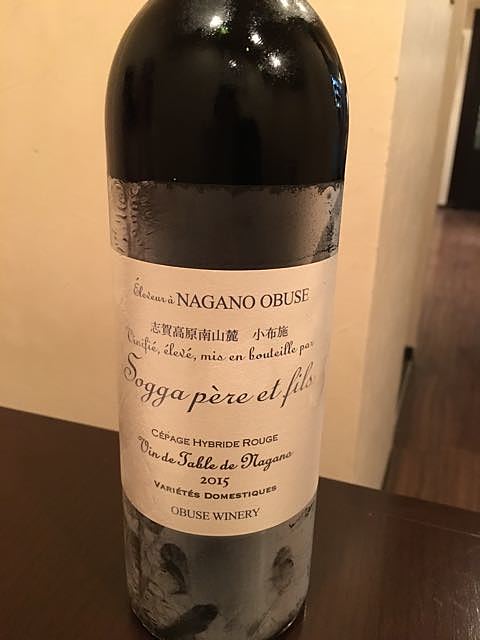 Éleveur à NAGANO OBUSE
志賀高原南山麓 小布施
Vinifié, élevé, mis en bouteille par
Sogga père et fils
CÉPAGE HYBRIDE ROUGE
Vin de Table de Nagano
2015
VARIÉTÉS DOMESTIQUES
OBUSE WINERY